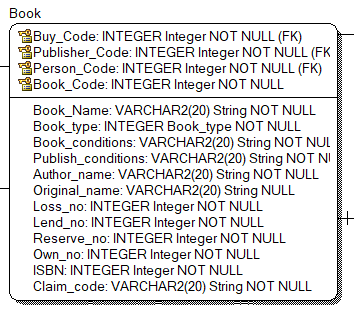 Book
Buy_Code: INTEGER Integer NOT NULL (FK)
Publisher_Code: INTEGER Integer NOT NULL (FK
Person_Code: INTEGER Integer NOT NULL (FK)
Book_Code: INTEGER Integer NOT NULL
Book_Name: VARCHAR2(20) String NOT NULL
Book_type: INTEGER Book_type NOT NULL
Book_conditions: VARCHAR2(20) String NOT NUL
Publish_conditions: VARCHAR2(20) String NOT NU
Author_name: VARCHAR2(20) String NOT NULL
Original_name: VARCHAR2(20) String NOT NULL
Loss_no: INTEGER Integer NOT NULL
Lend_no: INTEGER Integer NOT NULL
Reserve_no: INTEGER Integer NOT NULL
Own_no: INTEGER Integer NOT NULL
ISBN: INTEGER Integer NOT NULL
Claim_code: VARCHAR2(20) String NOT NULL